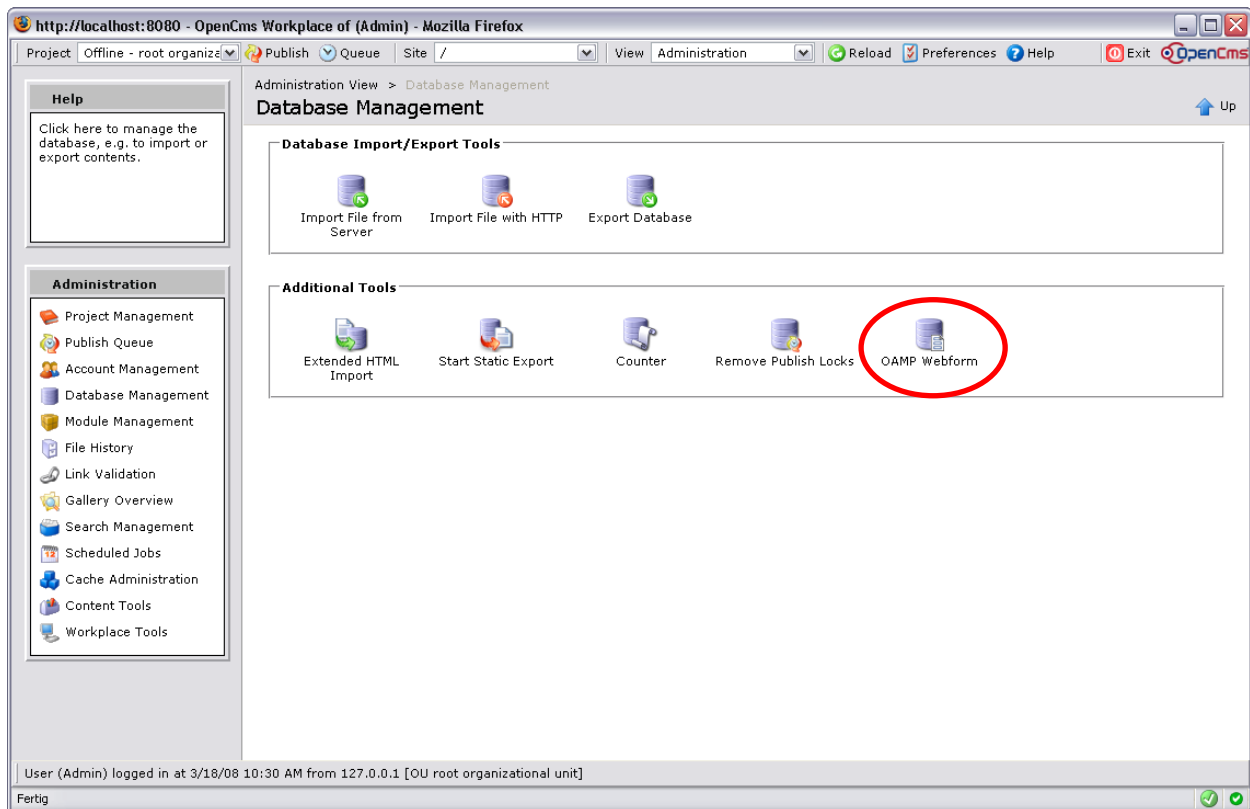 http://localhost:8080 - OpenCms Workplace of (Admin) - Mozilla Firefox
Project Offline - root organiza Publish Queue Site / View Administration Reload Preferences Help Exit OpenCms
Administration View > Database Management
Database Management
Up
Help
Click here to manage the
database, e.g. to import or
export contents.
Database Import/Export Tools
Import File from
Server
Import File with HTTP
Export Database
Administration
Project Management
Publish Queue
Account Management
Database Management
Module Management
File History
Link Validation
Gallery Overview
Search Management
12
Scheduled Jobs
Cache Administration
Content Tools
Workplace Tools
Additional Tools
Extended HTML
Import
Start Static Export
Counter
Remove Publish Locks
OAMP Webform
User (Admin) logged in at 3/18/08 10:30 AM from 127.0.0.1 [OU root organizational unit]
Fertig